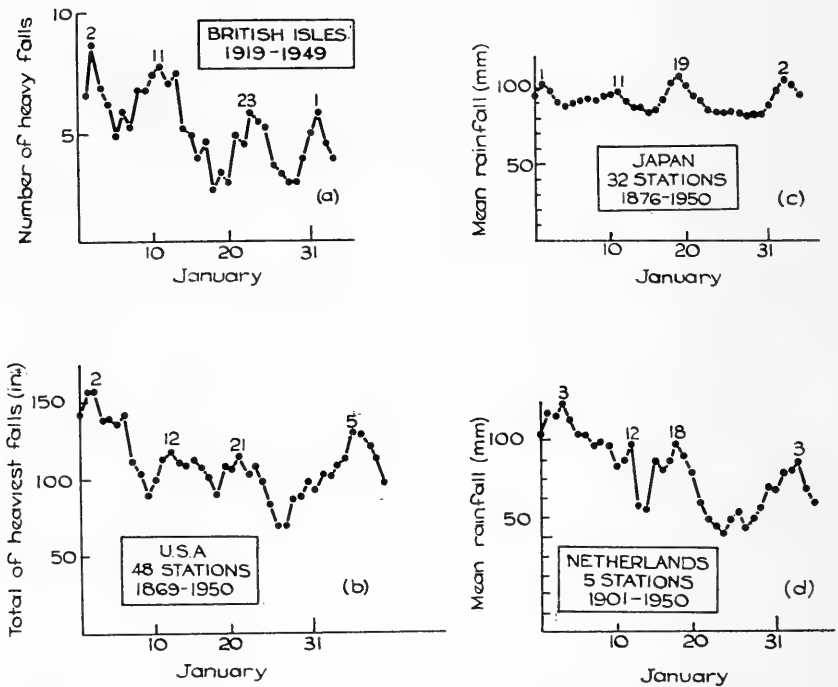 10
5
Number of heavy falls
2
11
23
1
BRITISH ISLES.
1919-1949
(a)
10
20
31
January
100
50
Mean rainfall (mm)
1
11
19
2
JAPAN
32 STATIONS
1876-1950
(c)
10
20
31
January
150
100
50
Total of heaviest falls (ins)
2
12
21
5
U.S.A
48 STATIONS
1869-1950
(b)
10
20
31
January
100
50
Mean rainfall (mm)
3
12
18
3
NETHERLANDS
5 STATIONS
1901-1950
(d)
10
20
31
January